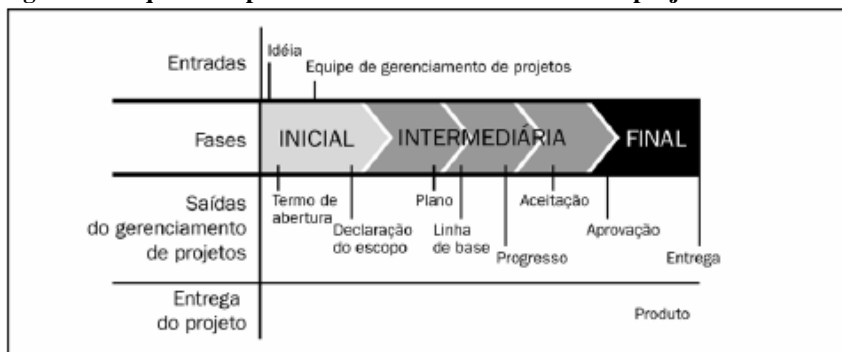 Entradas
Idéia
Equipe de gerenciamento de projetos
Fases
INICIAL
INTERMEDIÁRIA
FINAL
Saídas
do gerenciamento
de projetos
Termo de
abertura
Declaração
do escopo
Plano
Linha
de base
Progresso
Aceitação
Aprovação
Entrega
Entrega
do projeto
Produto